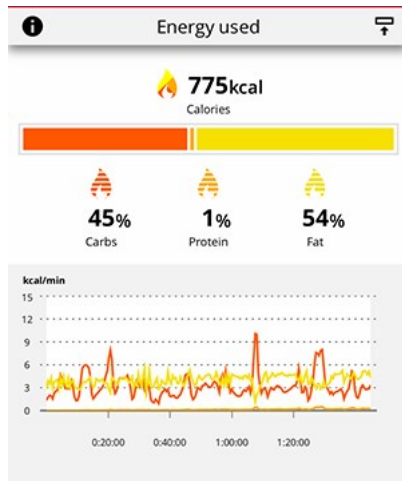 Energy used
775kcal
Calories
45% 1% 54%
Carbs Protein Fat
kcal/min
15
12
9
6
3
0
0:20:00 0:40:00 1:00:00 1:20:00